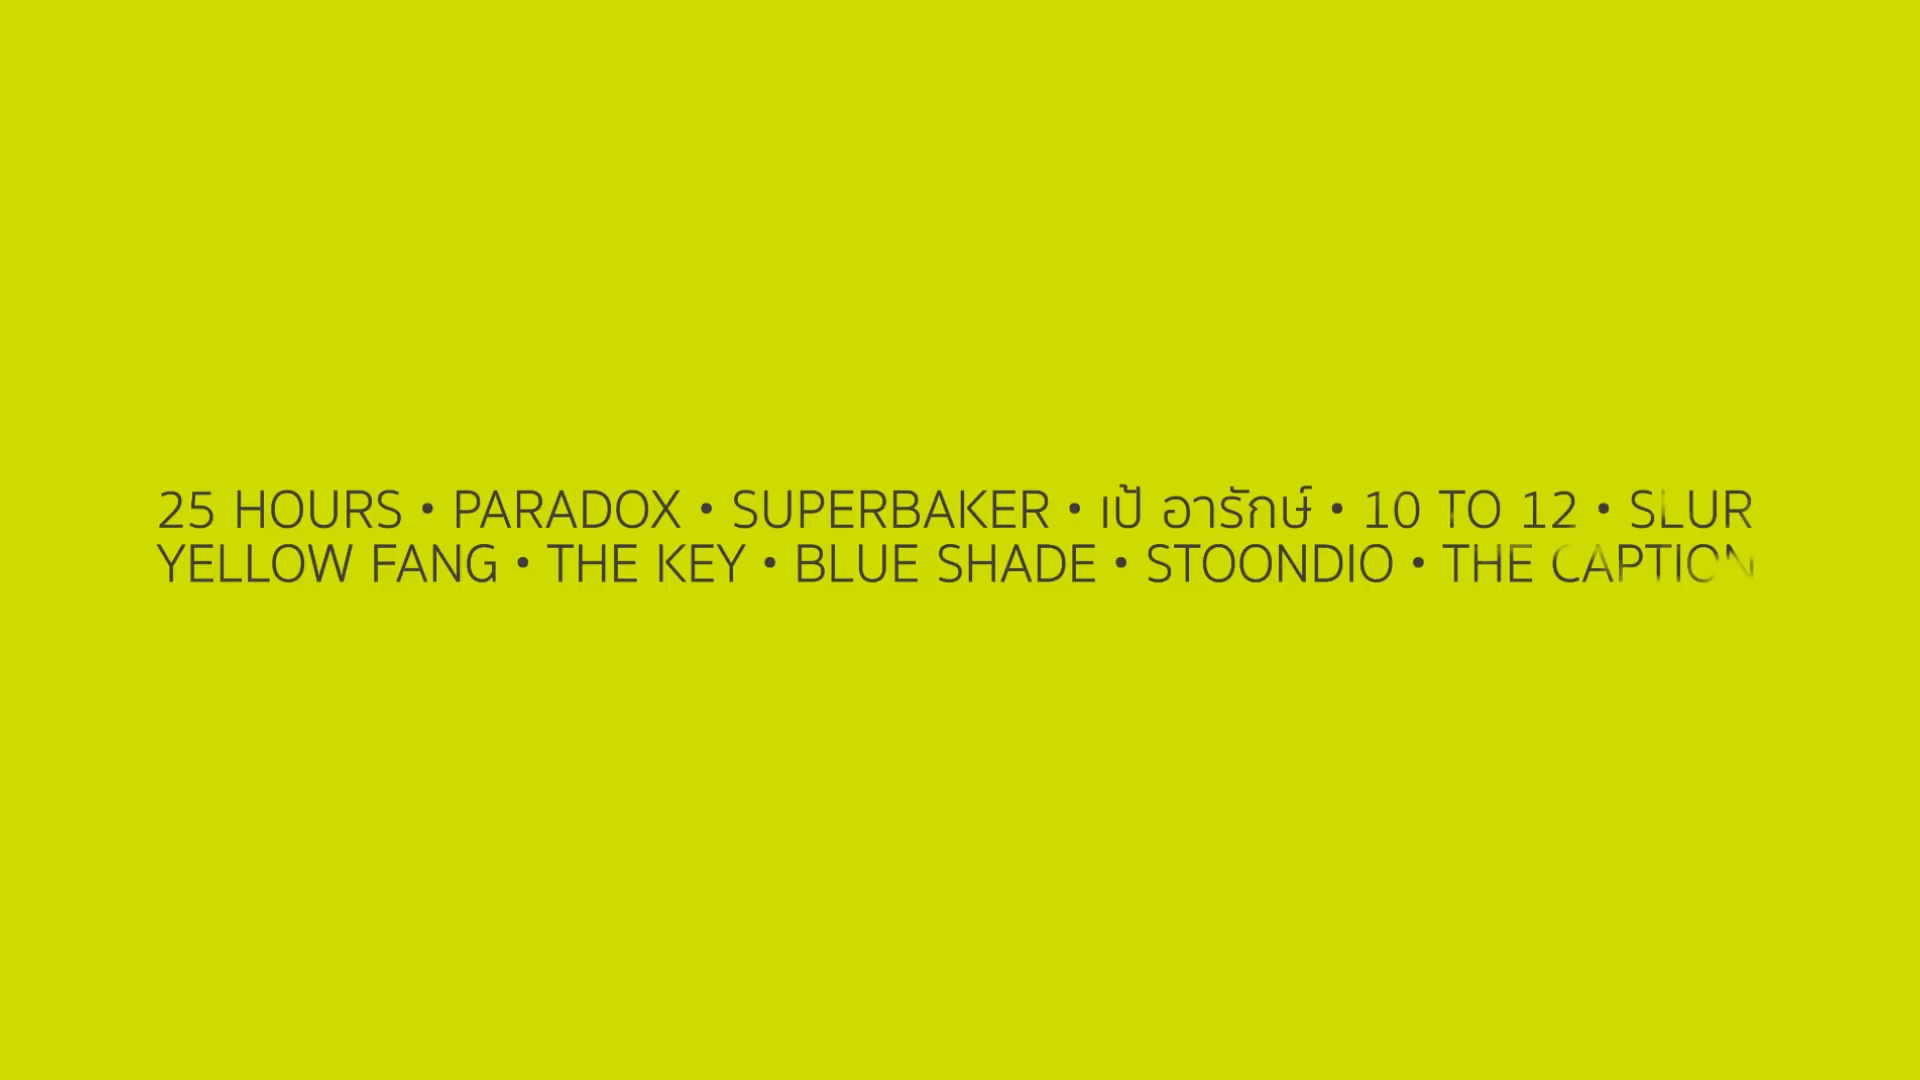 25 HOURS • PARADOX • SUPERBAKER • เป้ อารักษ์ • 10 TO 12 • SLUR
YELLOW FANG • THE KEY • BLUE SHADE • STOONDIO • THE CAPTION